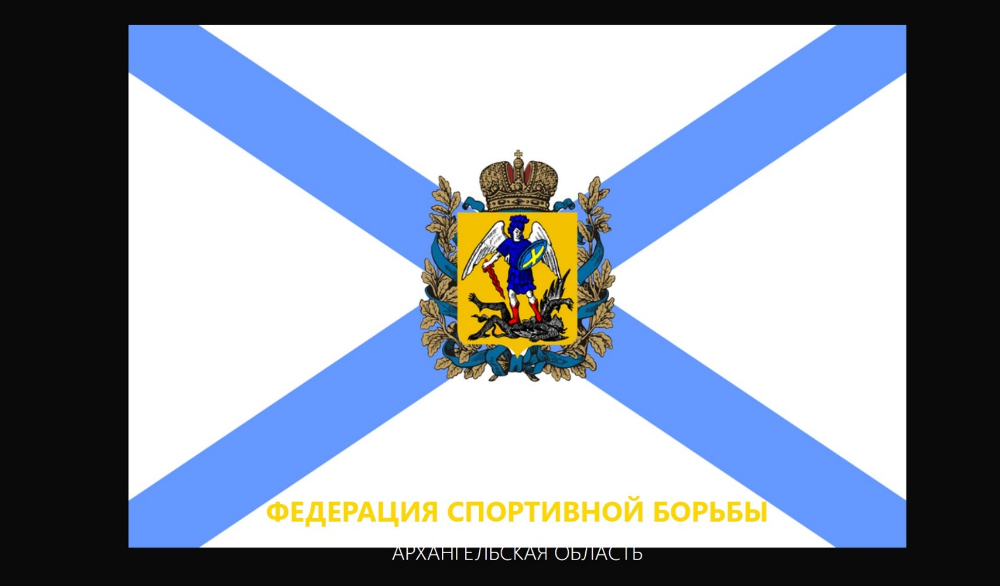 ФЕДЕРАЦИЯ СПОРТИВНОЙ БОРЬБЫ
АРХАНГЕЛЬСКАЯ ОБЛАСТЬ